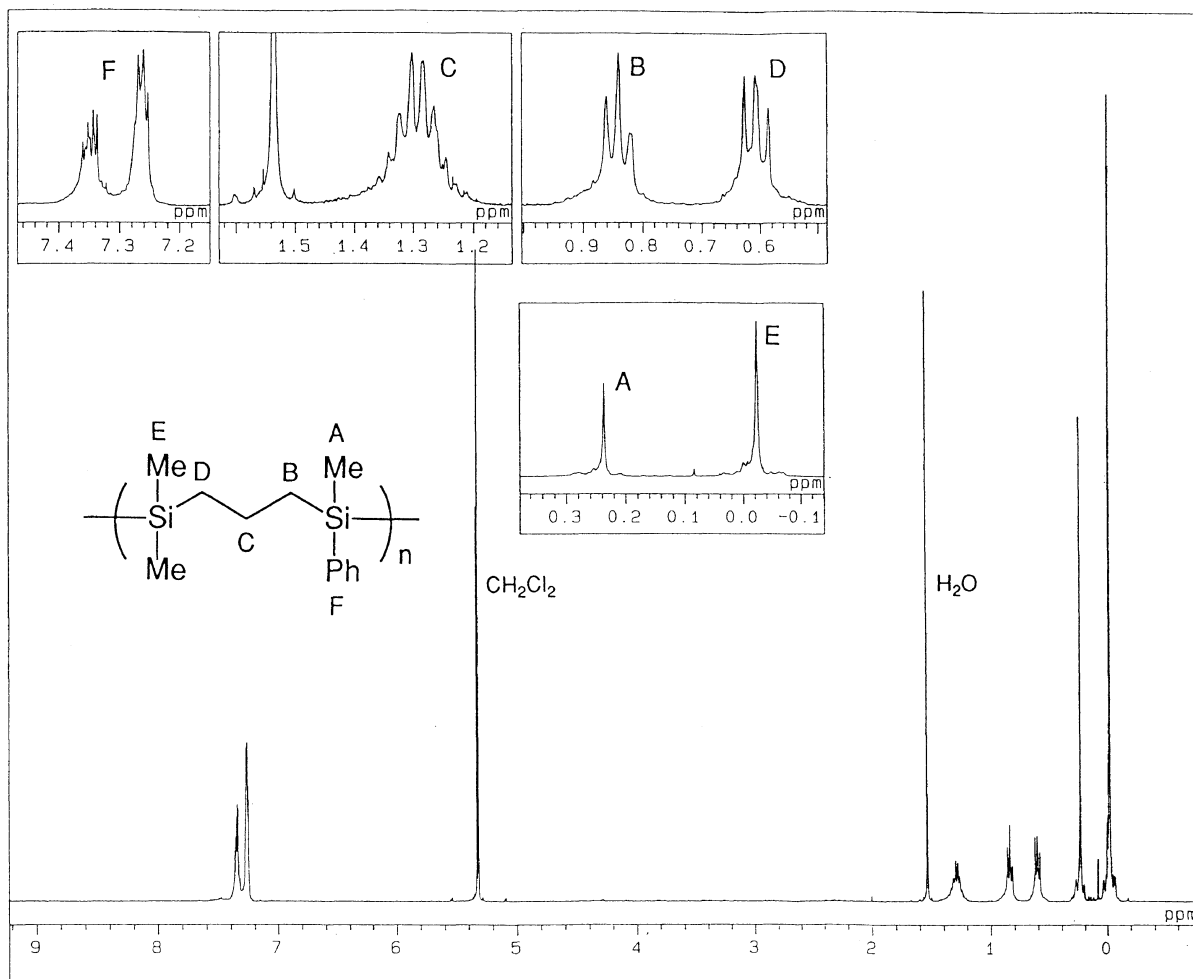 F
ppm
7.4 7.3 7.2
C
ppm
1.5 1.4 1.3 1.2
B D
ppm
0.9 0.8 0.7 0.6
A E
ppm
0.3 0.2 0.1 0.0 -0.1
E A
Me D B Me
Si Si
C
Me Ph n
F
CH₂Cl₂
H₂O
ppm
9 8 7 6 5 4 3 2 1 0